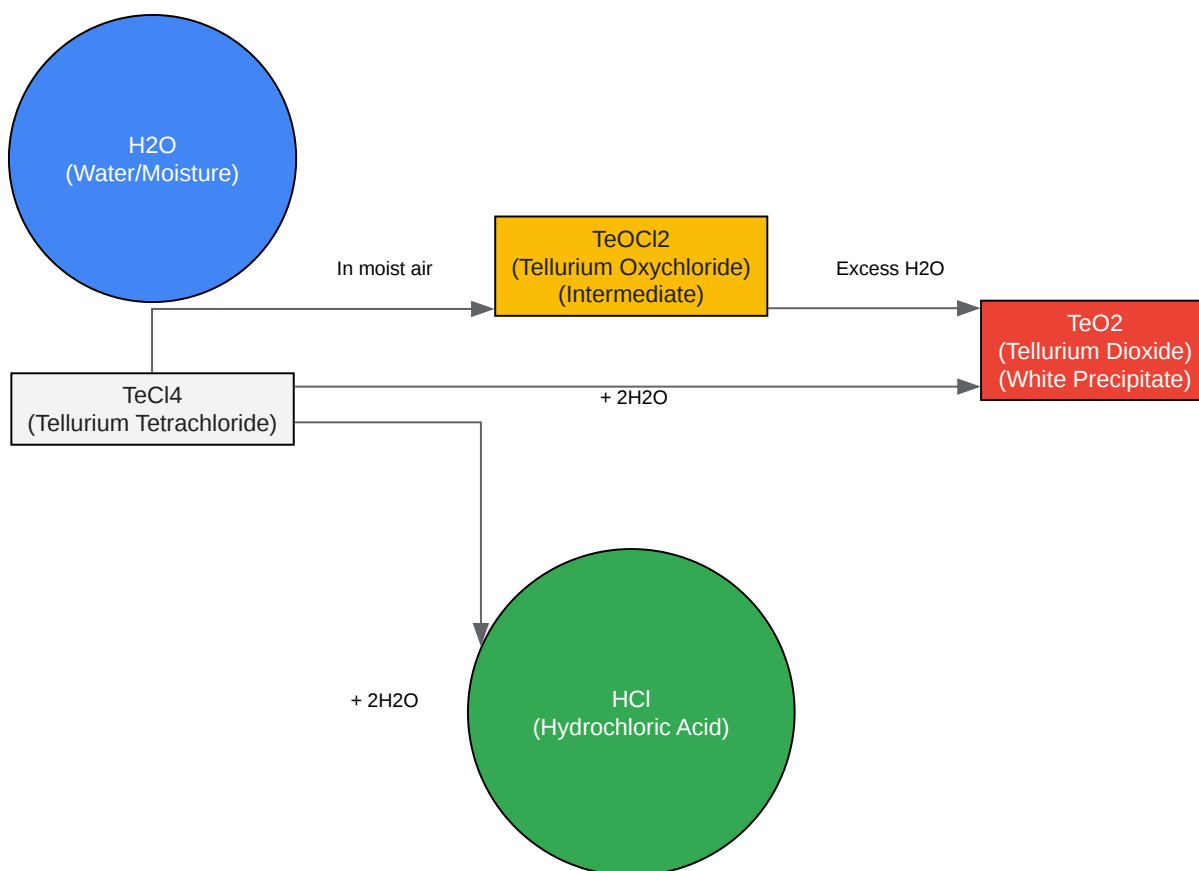 H2O
(Water/Moisture)
TeOCl2
(Tellurium Oxychloride)
(Intermediate)
In moist air
Excess H2O
TeO2
(Tellurium Dioxide)
(White Precipitate)
TeCl4
(Tellurium Tetrachloride)
+ 2H2O
+ 2H2O
HCl
(Hydrochloric Acid)